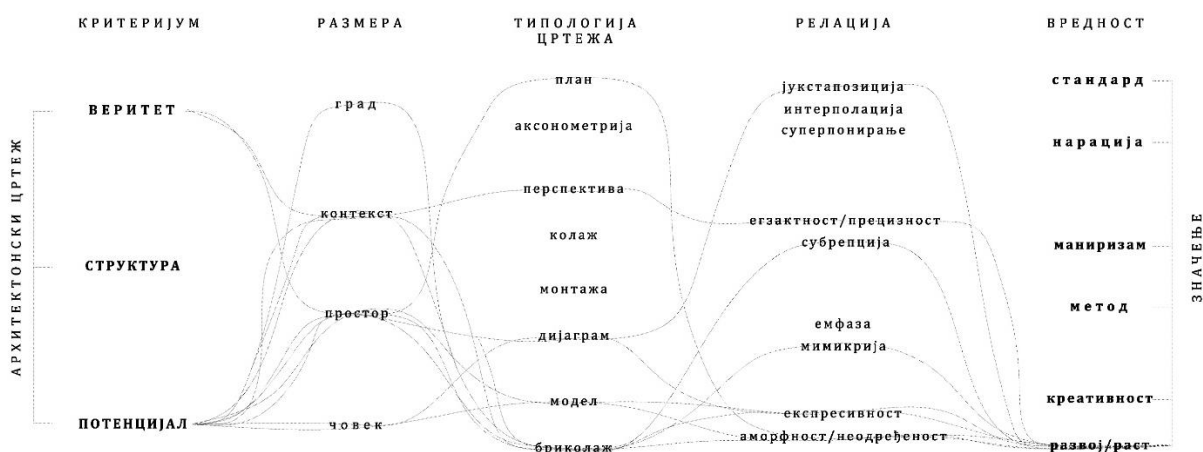 КРИТЕРИЈУМ
РАЗМЕРА
ТИПОЛОГИЈА
ЦРТЕЖА
РЕЛАЦИЈА
ВРЕДНОСТ
АРХИТЕКТОНСКИ ЦРТЕЖ
ВЕРИТЕТ
СТРУКТУРА
ПОТЕНЦИЈАЛ
град
контекст
простор
човек
план
аксонометрија
перспектива
колаж
монтажа
дијаграм
модел
бриколаж
јукстапозиција
интерполација
суперпонирање
егзактност/прецизност
субрепција
емфаза
мимикрија
експресивност
аморфност/неодређеност
стандард
нарација
маниризам
метод
креативност
развој/раст
ЗНАЧЕЊЕ